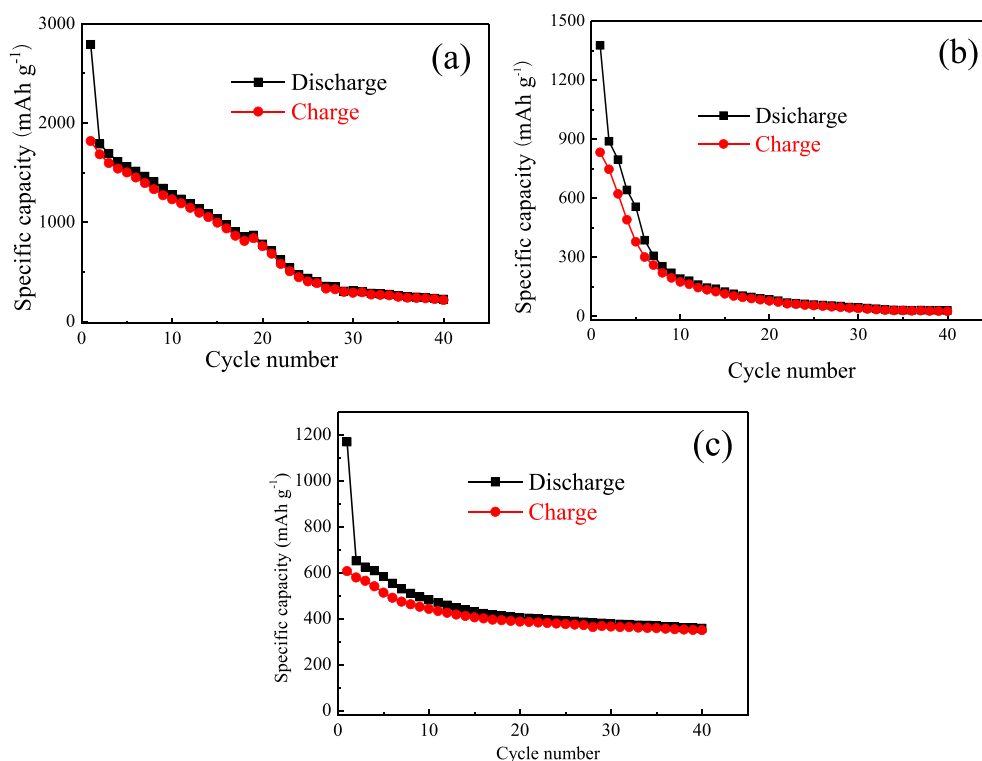 (a)
Discharge
Charge
Specific capacity (mAh g⁻¹)
3000
2000
1000
0
0 10 20 30 40
Cycle number
(b)
Dsicharge
Charge
Specific capacity (mAh g⁻¹)
1500
1200
900
600
300
0
0 10 20 30 40
Cycle number
(c)
Discharge
Charge
Specific capacity (mAh g⁻¹)
1200
1000
800
600
400
200
0
0 10 20 30 40
Cycle number